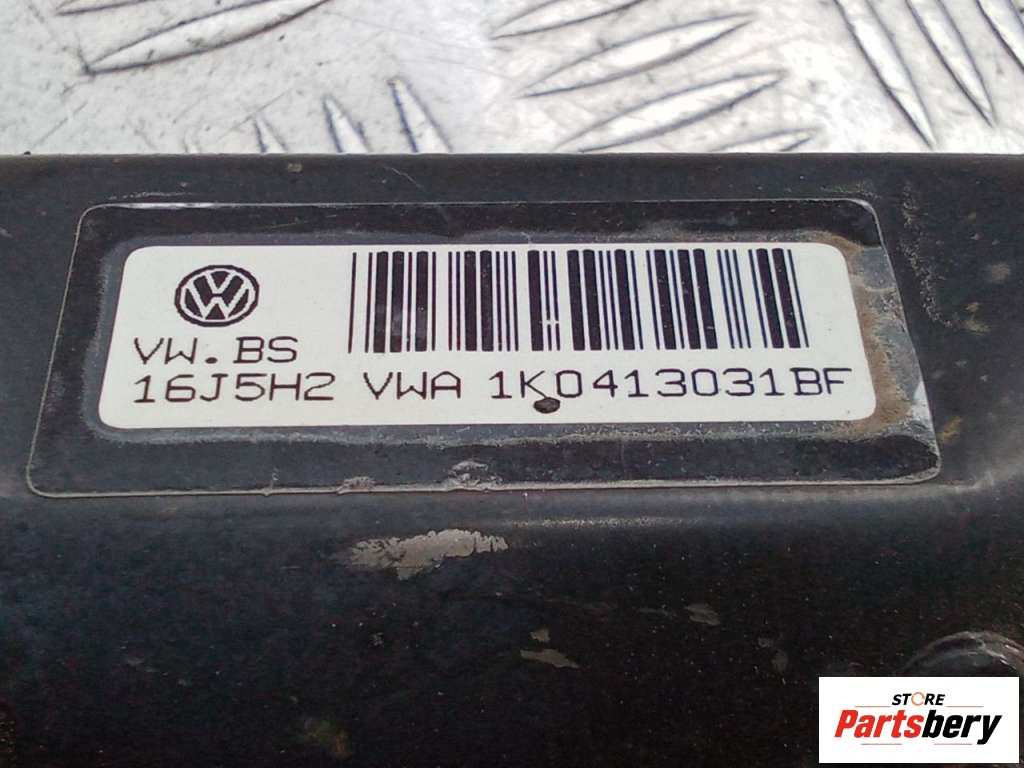 VW.BS
16J5H2 VWA 1K0413031BF
STORE
Partsbery